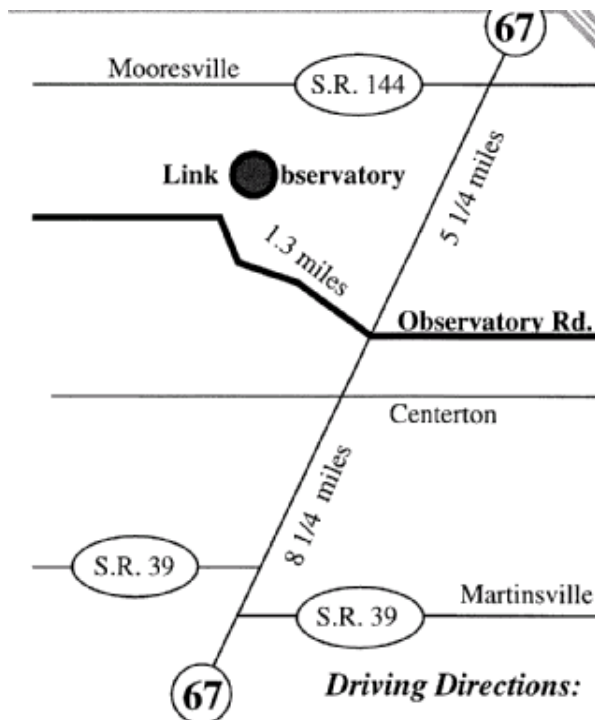 67
Mooresville
S.R. 144
Link Observatory
5 1/4 miles
1.3 miles
Observatory Rd.
Centerton
8 1/4 miles
S.R. 39
S.R. 39
Martinsville
67
Driving Directions: